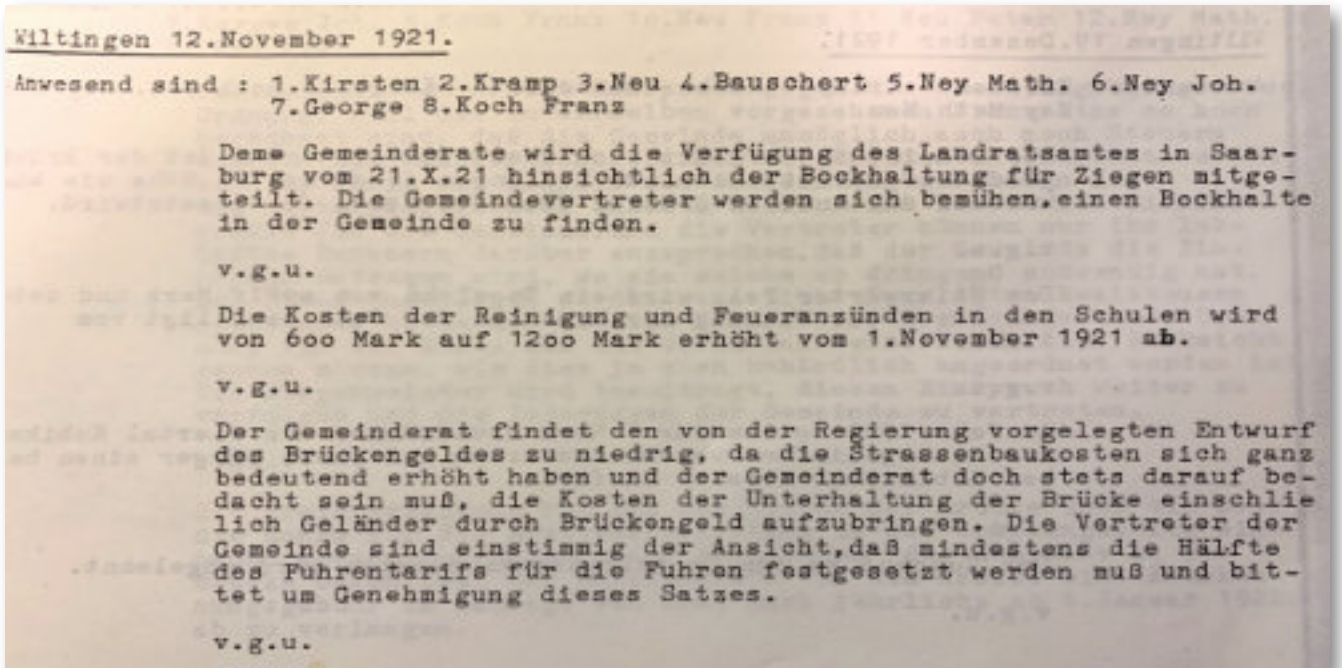 Wiltingen 12.November 1921.
Anwesend sind : 1.Kirsten 2.Kramp 3.Neu 4.Bauschert 5.Ney Math. 6.Ney Joh.
7.George 8.Koch Franz
Deme Gemeinderate wird die Verfügung des Landratsamtes in Saar-
burg vom 21.X.21 hinsichtlich der Bockhaltung für Ziegen mitge-
teilt. Die Gemeindevertreter werden sich bemühen,einen Bockhalte
in der Gemeinde zu finden.
v.g.u.
Die Kosten der Reinigung und Feueranzünden in den Schulen wird
von 6oo Mark auf 12oo Mark erhöht vom 1.November 1921 ab.
v.g.u.
Der Gemeinderat findet den von der Regierung vorgelegten Entwurf
des Brückengeldes zu niedrig, da die Strassenbaukosten sich ganz
bedeutend erhöht haben und der Gemeinderat doch stets darauf be-
dacht sein muß, die Kosten der Unterhaltung der Brücke einschlie
lich Geländer durch Brückengeld aufzubringen. Die Vertreter der
Gemeinde sind einstimmig der Ansicht,daß mindestens die Hälfte
des Fuhrentarifs für die Fuhren festgesetzt werden muß und bit-
tet um Genehmigung dieses Satzes.
v.g.u.